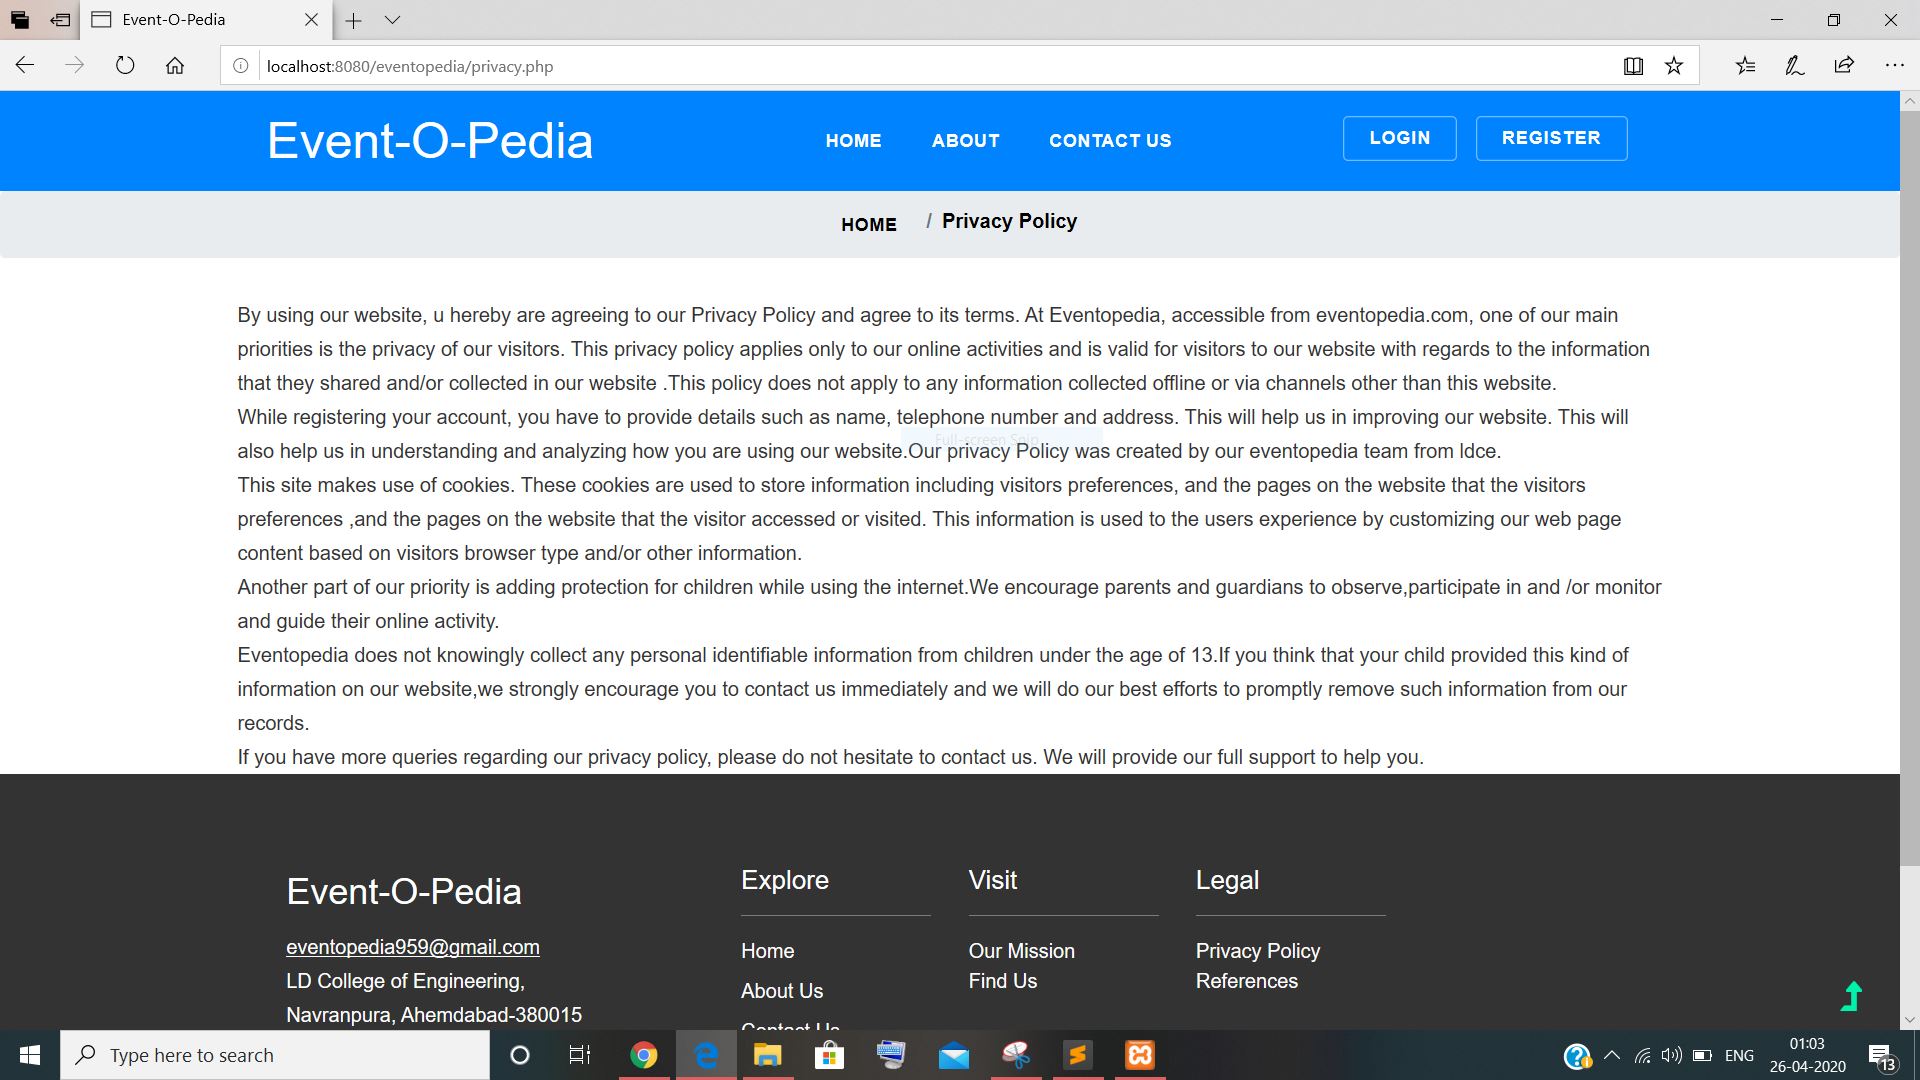 Event-O-Pedia
localhost:8080/eventopedia/privacy.php
Event-O-Pedia
HOME ABOUT CONTACT US LOGIN REGISTER
HOME / Privacy Policy
By using our website, u hereby are agreeing to our Privacy Policy and agree to its terms. At Eventopedia, accessible from eventopedia.com, one of our main
priorities is the privacy of our visitors. This privacy policy applies only to our online activities and is valid for visitors to our website with regards to the information
that they shared and/or collected in our website .This policy does not apply to any information collected offline or via channels other than this website.
While registering your account, you have to provide details such as name, telephone number and address. This will help us in improving our website. This will
Full-screen Snip
also help us in understanding and analyzing how you are using our website.Our privacy Policy was created by our eventopedia team from ldce.
This site makes use of cookies. These cookies are used to store information including visitors preferences, and the pages on the website that the visitors
preferences ,and the pages on the website that the visitor accessed or visited. This information is used to the users experience by customizing our web page
content based on visitors browser type and/or other information.
Another part of our priority is adding protection for children while using the internet.We encourage parents and guardians to observe,participate in and /or monitor
and guide their online activity.
Eventopedia does not knowingly collect any personal identifiable information from children under the age of 13.If you think that your child provided this kind of
information on our website,we strongly encourage you to contact us immediately and we will do our best efforts to promptly remove such information from our
records.
If you have more queries regarding our privacy policy, please do not hesitate to contact us. We will provide our full support to help you.
Event-O-Pedia
eventopedia959@gmail.com
LD College of Engineering,
Navranpura, Ahemdabad-380015
Explore
Home
About Us
Contact Us
Visit
Our Mission
Find Us
Legal
Privacy Policy
References
Type here to search
ENG
01:03
26-04-2020
13